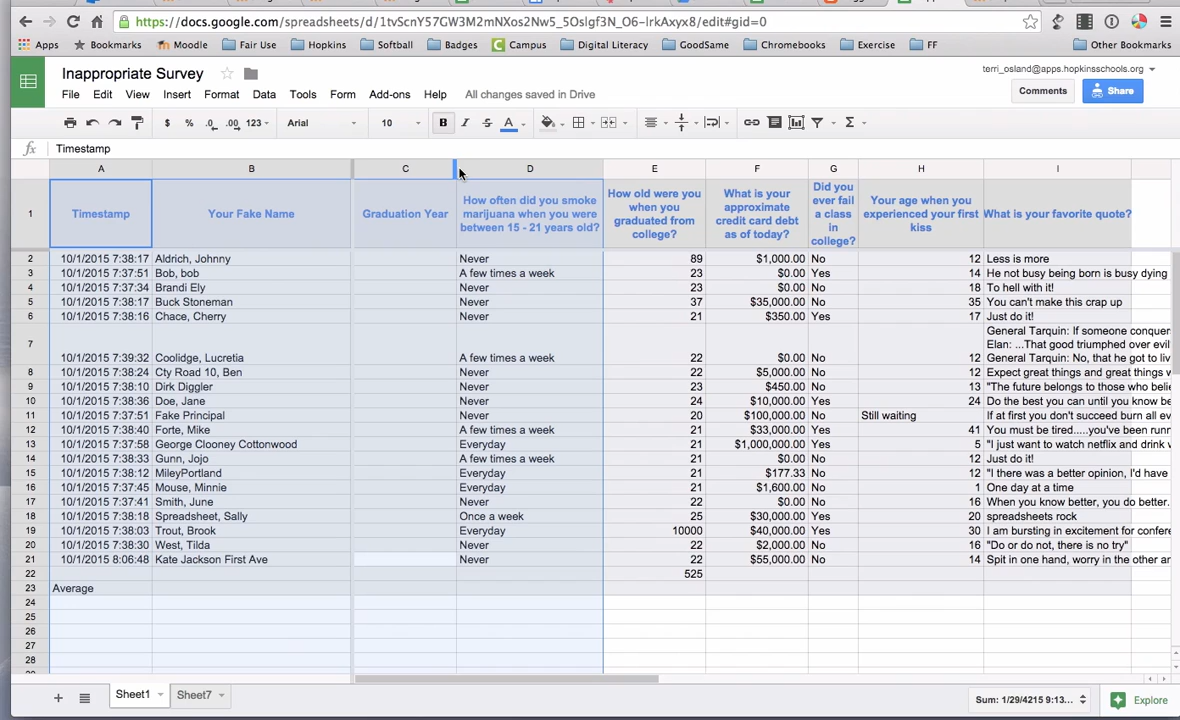 https://docs.google.com/spreadsheets/d/1tvScnY57GW3M2mNXos2Nw5_5Oslgf3N_O6-lrkAxyx8/edit#gid=0
Apps Bookmarks Moodle Fair Use Hopkins Softball Badges Campus Digital Literacy GoodSame Chromebooks Exercise FF Other Bookmarks
Inappropriate Survey
terri_osland@apps.hopkinsschools.org
File Edit View Insert Format Data Tools Form Add-ons Help All changes saved in Drive
Comments Share
$ % .0 .00 123 Arial 10 B I S A
fx Timestamp
A B C D E F G H I
1 Timestamp Your Fake Name Graduation Year How often did you smoke marijuana when you were between 15 - 21 years old? How old were you when you graduated from college? What is your approximate credit card debt as of today? Did you ever fail a class in college? Your age when you experienced your first kiss What is your favorite quote?
2 10/1/2015 7:38:17 Aldrich, Johnny Never 89 $1,000.00 No 12 Less is more
3 10/1/2015 7:37:51 Bob, bob A few times a week 23 $0.00 Yes 14 He not busy being born is busy dying
4 10/1/2015 7:37:34 Brandi Ely Never 23 $0.00 No 18 To hell with it!
5 10/1/2015 7:38:17 Buck Stoneman Never 37 $35,000.00 No 35 You can't make this crap up
6 10/1/2015 7:38:16 Chace, Cherry Never 21 $350.00 Yes 17 Just do it!
General Tarquin: If someone conquer
7 Elan: ...That good triumphed over evil
10/1/2015 7:39:32 Coolidge, Lucretia A few times a week 22 $0.00 No 12 General Tarquin: No, that he got to liv
8 10/1/2015 7:38:24 Cty Road 10, Ben Never 22 $5,000.00 No 12 Expect great things and great things w
9 10/1/2015 7:38:10 Dirk Diggler Never 23 $450.00 No 13 "The future belongs to those who belie
10 10/1/2015 7:38:36 Doe, Jane Never 24 $10,000.00 Yes 24 Do the best you can until you know be
11 10/1/2015 7:37:51 Fake Principal Never 20 $100,000.00 No Still waiting If at first you don't succeed burn all ev
12 10/1/2015 7:38:40 Forte, Mike A few times a week 21 $33,000.00 Yes 41 You must be tired.....you've been runn
13 10/1/2015 7:37:58 George Clooney Cottonwood Everyday 21 $1,000,000.00 Yes 5 "I just want to watch netflix and drink w
14 10/1/2015 7:38:33 Gunn, Jojo A few times a week 21 $0.00 No 12 Just do it!
15 10/1/2015 7:38:12 MileyPortland Everyday 21 $177.33 No 12 "I there was a better opinion, I'd have
16 10/1/2015 7:37:45 Mouse, Minnie Everyday 21 $1,600.00 No 1 One day at a time
17 10/1/2015 7:37:41 Smith, June Never 22 $0.00 No 16 When you know better, you do better.
18 10/1/2015 7:38:18 Spreadsheet, Sally Once a week 25 $30,000.00 Yes 20 spreadsheets rock
19 10/1/2015 7:38:03 Trout, Brook Everyday 10000 $40,000.00 Yes 30 I am bursting in excitement for confere
20 10/1/2015 7:38:30 West, Tilda Never 22 $2,000.00 No 16 "Do or do not, there is no try"
21 10/1/2015 8:06:48 Kate Jackson First Ave Never 22 $55,000.00 No 14 Spit in one hand, worry in the other an
22 525
23 Average
24
25
26
27
28
Sheet1 Sheet7 Sum: 1/29/4215 9:13... Explore